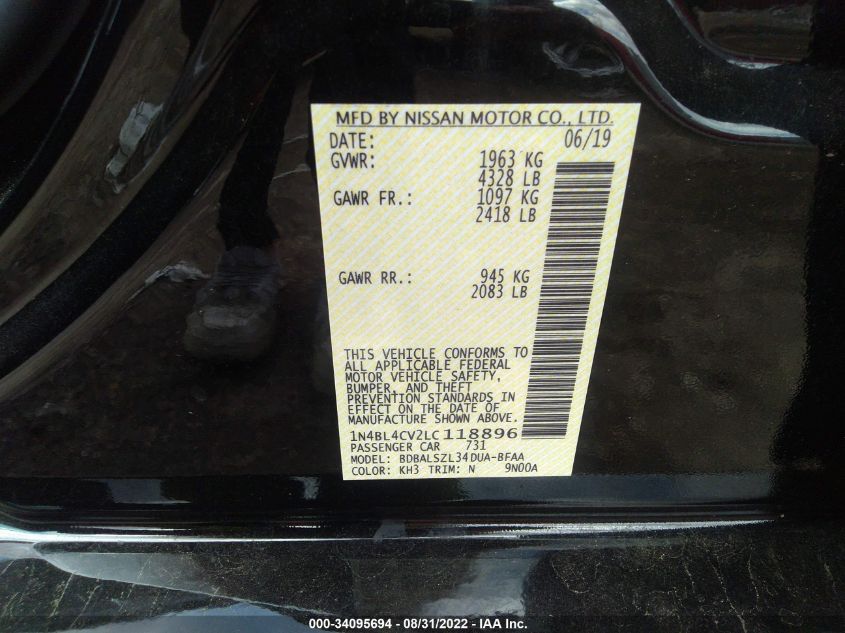 MFD BY NISSAN MOTOR CO., LTD.
DATE: 06/19
GVWR: 1963 KG
4328 LB
GAWR FR.: 1097 KG
2418 LB
GAWR RR.: 945 KG
2083 LB
THIS VEHICLE CONFORMS TO
ALL APPLICABLE FEDERAL
MOTOR VEHICLE SAFETY,
BUMPER, AND THEFT
PREVENTION STANDARDS IN
EFFECT ON THE DATE OF
MANUFACTURE SHOWN ABOVE.
1N4BL4CV2LC118896
PASSENGER CAR 731
MODEL: BDBALSZL34DUA-BFAA
COLOR: KH3 TRIM: N 9N00A
000-34095694 - 08/31/2022 - IAA Inc.